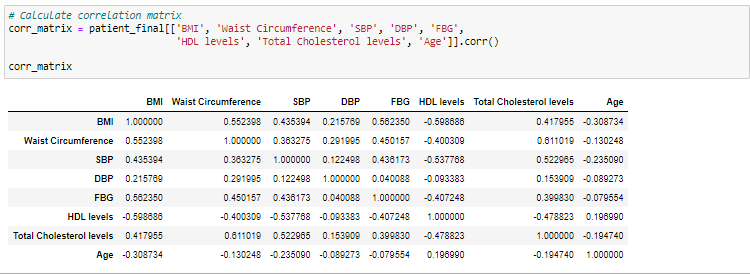 # Calculate correlation matrix
corr_matrix = patient_final[['BMI', 'Waist Circumference', 'SBP', 'DBP', 'FBG',
'HDL levels', 'Total Cholesterol levels', 'Age']].corr()
corr_matrix
BMI Waist Circumference SBP DBP FBG HDL levels Total Cholesterol levels Age
BMI 1.000000 0.552398 0.435394 0.215769 0.562350 -0.598686 0.417955 -0.308734
Waist Circumference 0.552398 1.000000 0.363275 0.291995 0.450157 -0.400309 0.611019 -0.130248
SBP 0.435394 0.363275 1.000000 0.122498 0.436173 -0.537768 0.522965 -0.235090
DBP 0.215769 0.291995 0.122498 1.000000 0.040088 -0.093383 0.153909 -0.089273
FBG 0.562350 0.450157 0.436173 0.040088 1.000000 -0.407248 0.399830 -0.079554
HDL levels -0.598686 -0.400309 -0.537768 -0.093383 -0.407248 1.000000 -0.478823 0.196990
Total Cholesterol levels 0.417955 0.611019 0.522965 0.153909 0.399830 -0.478823 1.000000 -0.194740
Age -0.308734 -0.130248 -0.235090 -0.089273 -0.079554 0.196990 -0.194740 1.000000